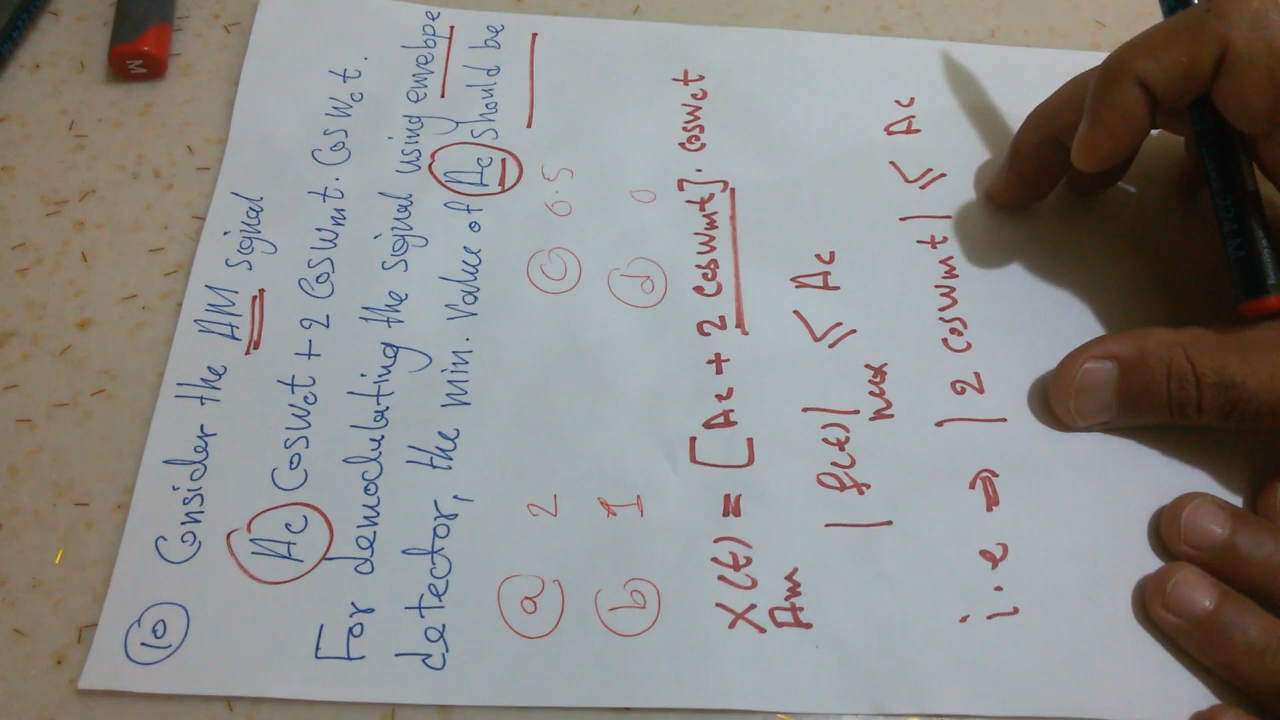 10 Consider the AM signal
Ac Cos Wct + 2 Cos Wmt . Cos Wct.
For demodulating the signal using envelope
detector, the min. Value of Ac Should be
a 2 c 0.5
b 1 d 0
X(t) = [Ac + 2 cos Wmt] . cos Wct
AM
|f(t)| ⩽ Ac
max
i.e ⇒ | 2 cos Wmt | ⩽ Ac
M